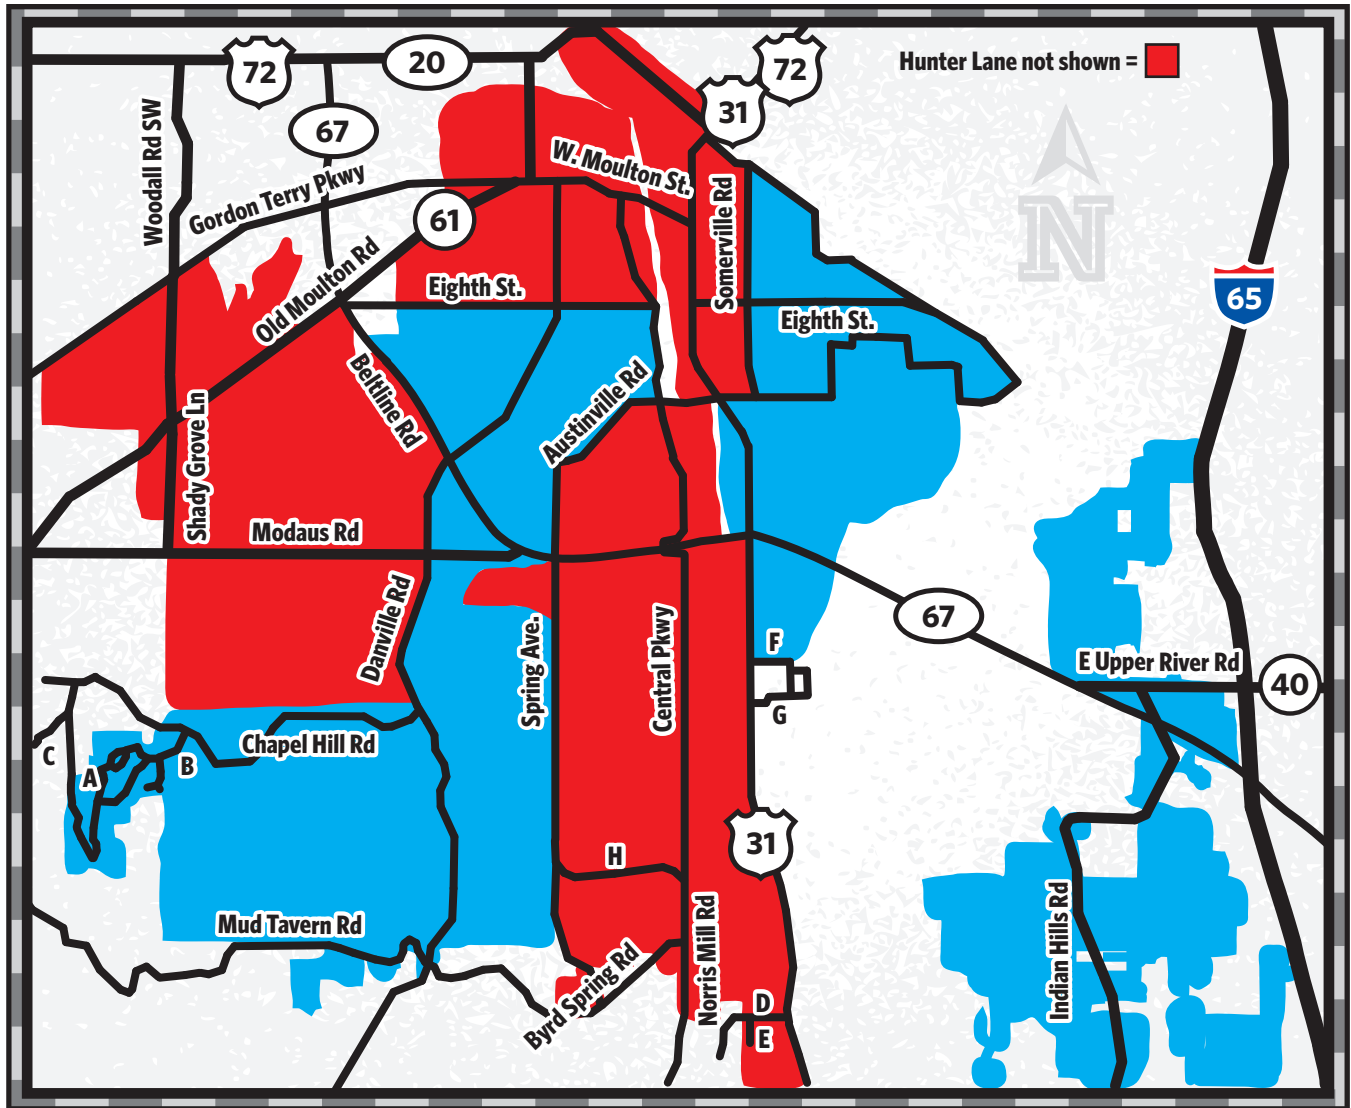 72
20
72
Hunter Lane not shown =
31
67
Woodall Rd SW
W. Moulton St.
Gordon Terry Pkwy
61
Somerville Rd
N
Old Moulton Rd
Eighth St.
65
Eighth St.
Beltline Rd
Austinville Rd
Shady Grove Ln
Modaus Rd
Danville Rd
Spring Ave.
Central Pkwy
67
F
E Upper River Rd
40
G
Chapel Hill Rd
C
A
B
31
H
Mud Tavern Rd
Norris Mill Rd
Indian Hills Rd
Byrd Spring Rd
D
E